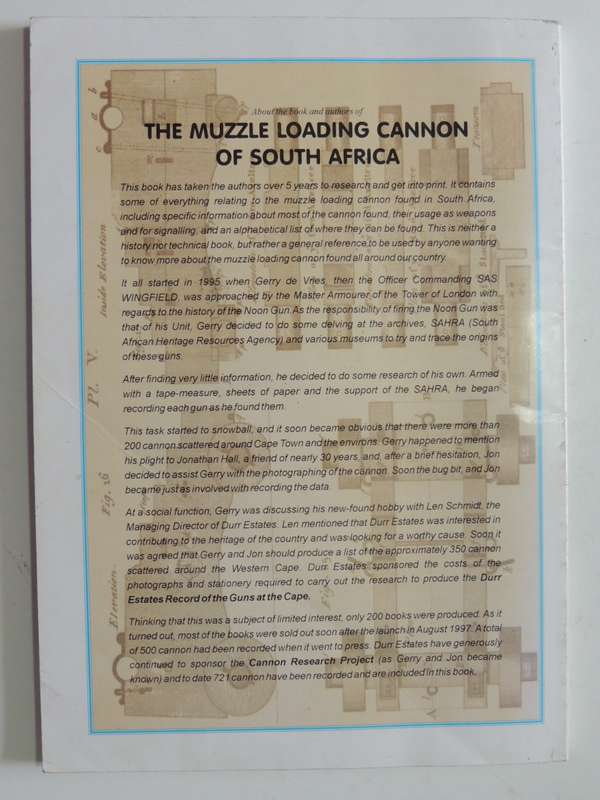 About the book and authors of
THE MUZZLE LOADING CANNON
OF SOUTH AFRICA
This book has taken the authors over 5 years to research and get into print. It contains
some of everything relating to the muzzle loading cannon found in South Africa,
including specific information about most of the cannon found, their usage as weapons
and for signalling, and an alphabetical list of where they can be found. This is neither a
history nor technical book, but rather a general reference to be used by anyone wanting
to know more about the muzzle loading cannon found all around our country.
It all started in 1995 when Gerry de Vries, then the Officer Commanding SAS
WINGFIELD, was approached by the Master Armourer of the Tower of London with
regards to the history of the Noon Gun. As the responsibility of firing the Noon Gun was
that of his Unit, Gerry decided to do some delving at the archives, SAHRA (South
African Heritage Resources Agency) and various museums to try and trace the origins
of these guns.
After finding very little information, he decided to do some research of his own. Armed
with a tape-measure, sheets of paper and the support of the SAHRA, he began
recording each gun as he found them.
This task started to snowball, and it soon became obvious that there were more than
200 cannon scattered around Cape Town and the environs. Gerry happened to mention
his plight to Jonathan Hall, a friend of nearly 30 years, and, after a brief hesitation, Jon
decided to assist Gerry with the photographing of the cannon. Soon the bug bit, and Jon
became just as involved with recording the data.
At a social function, Gerry was discussing his new-found hobby with Len Schmidt, the
Managing Director of Durr Estates. Len mentioned that Durr Estates was interested in
contributing to the heritage of the country and was looking for a worthy cause. Soon it
was agreed that Gerry and Jon should produce a list of the approximately 350 cannon
scattered around the Western Cape. Durr Estates sponsored the costs of the
photographs and stationery required to carry out the research to produce the Durr
Estates Record of the Guns at the Cape.
Thinking that this was a subject of limited interest, only 200 books were produced. As it
turned out, most of the books were sold out soon after the launch in August 1997. A total
of 500 cannon had been recorded when it went to press. Durr Estates have generously
continued to sponsor the Cannon Research Project (as Gerry and Jon became
known) and to date 721 cannon have been recorded and are included in this book.
Inside Elevation
Pl. V.
Fig. 26
Elevation
a
b
c